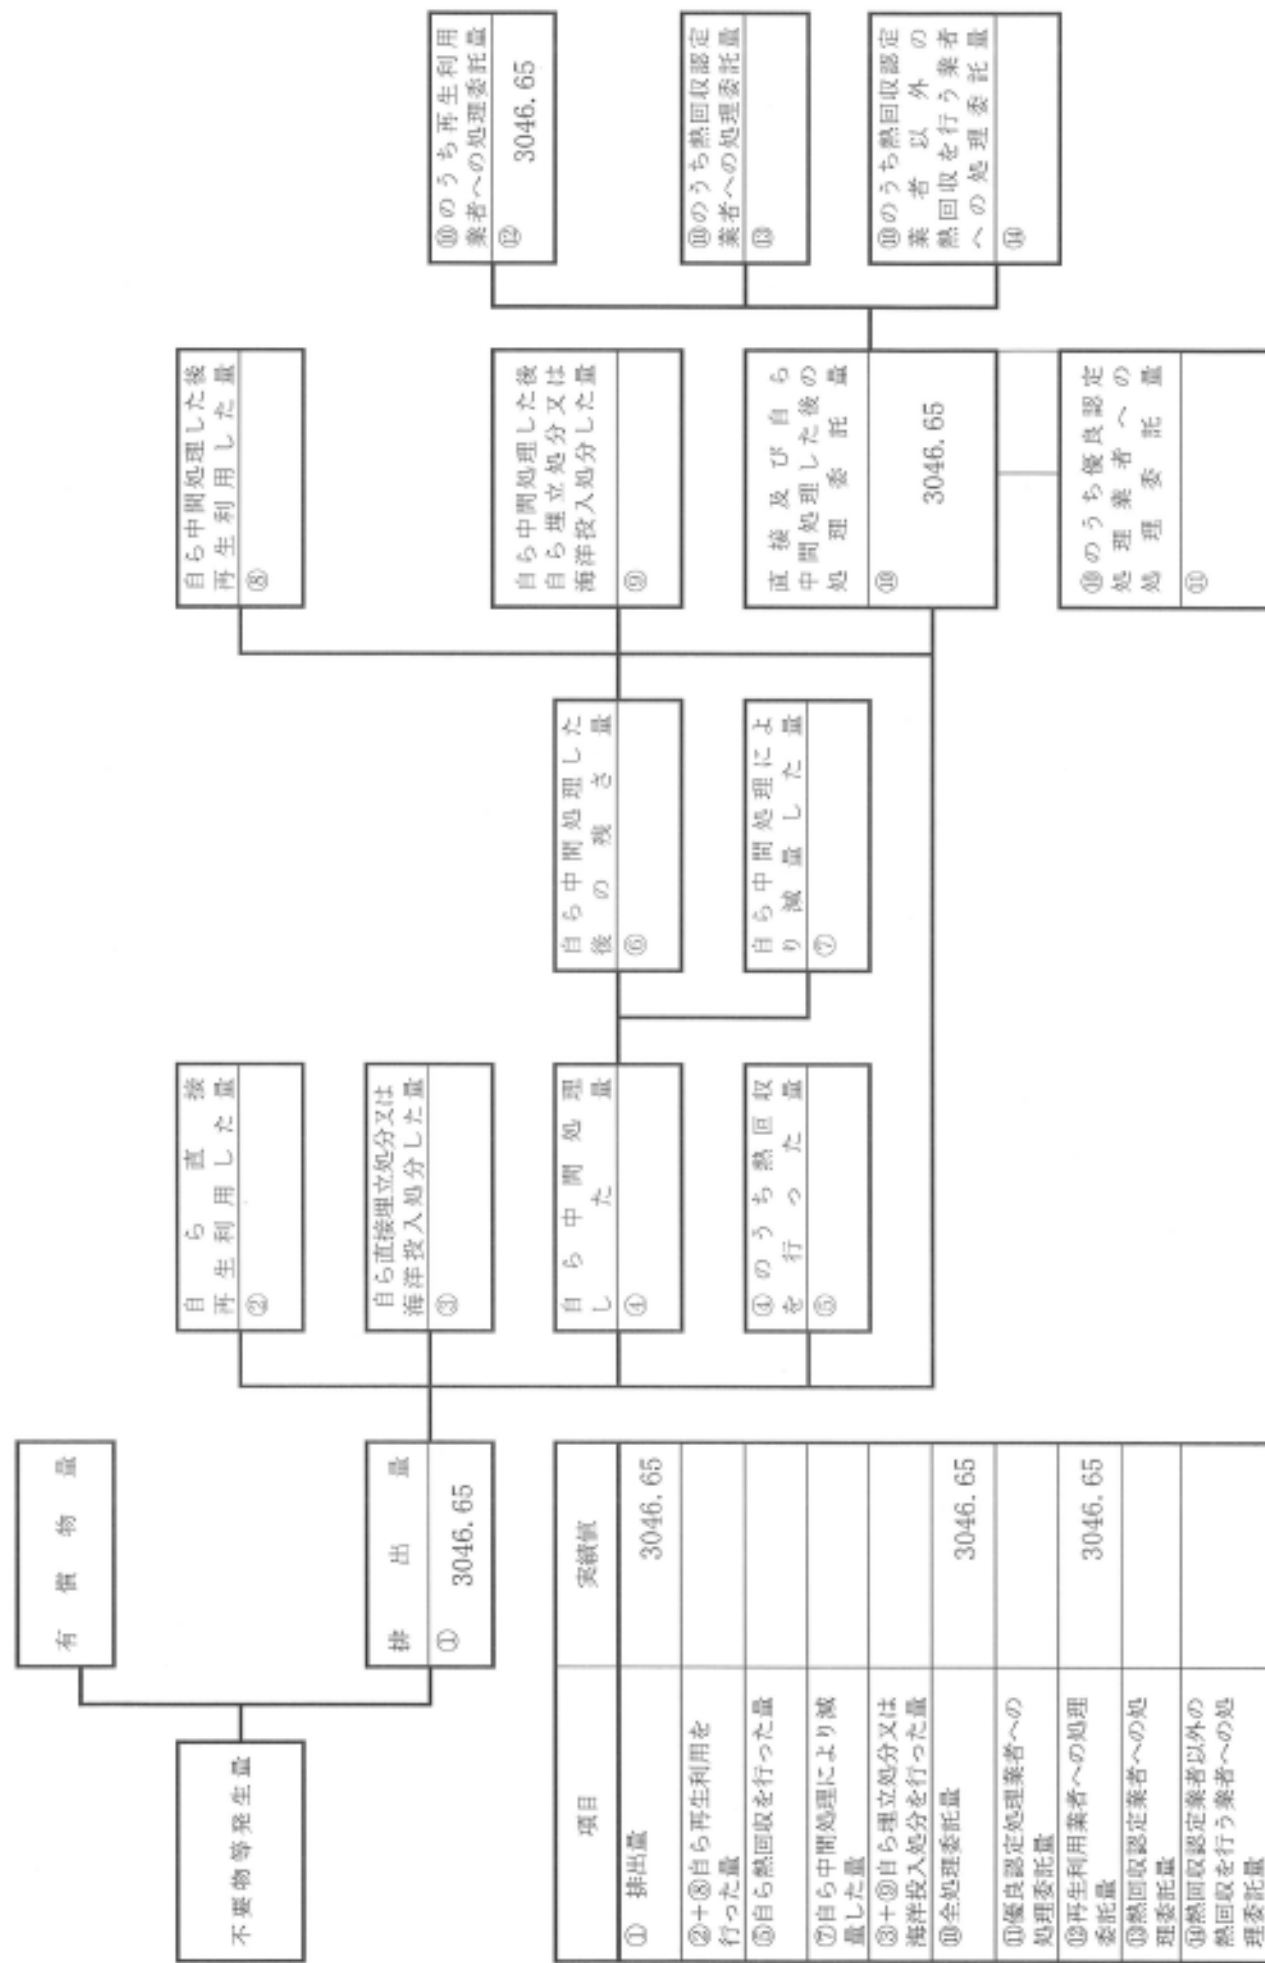 不要物等発生量
有償物量
排出量
① 3046.65
自ら直接
再生利用した量
②
自ら直接埋立処分又は
海洋投入処分した量
③
自ら中間処理
した量
④
④のうち熱回収
を行った量
⑤
自ら中間処理した
後の残さ量
⑥
自ら中間処理によ
り減量した量
⑦
自ら中間処理した後
再生利用した量
⑧
自ら中間処理した後
自ら埋立処分又は
海洋投入処分した量
⑨
直接及び自ら
中間処理した後の
処理委託量
⑩ 3046.65
⑩のうち優良認定
処理業者への
処理委託量
⑪
⑩のうち再生利用
業者への処理委託量
⑫ 3046.65
⑩のうち熱回収認定
業者への処理委託量
⑬
⑩のうち熱回収認定
業者以外の
熱回収を行う業者
への処理委託量
⑭
項目 実績値
① 排出量 3046.65
②+⑧自ら再生利用を
行った量
⑤自ら熱回収を行った量
⑦自ら中間処理により減
量した量
③+⑨自ら埋立処分又は
海洋投入処分を行った量
⑩全処理委託量 3046.65
⑪優良認定処理業者への
処理委託量
⑫再生利用業者への処理
委託量 3046.65
⑬熱回収認定業者への処
理委託量
⑭熱回収認定業者以外の
熱回収を行う業者への処
理委託量